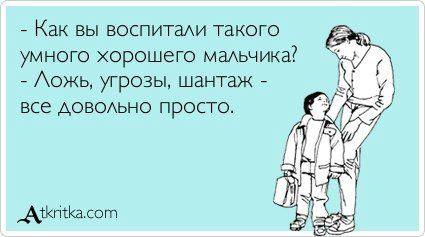 - Как вы воспитали такого
умного хорошего мальчика?
- Ложь, угрозы, шантаж -
все довольно просто.
Atkritka.com